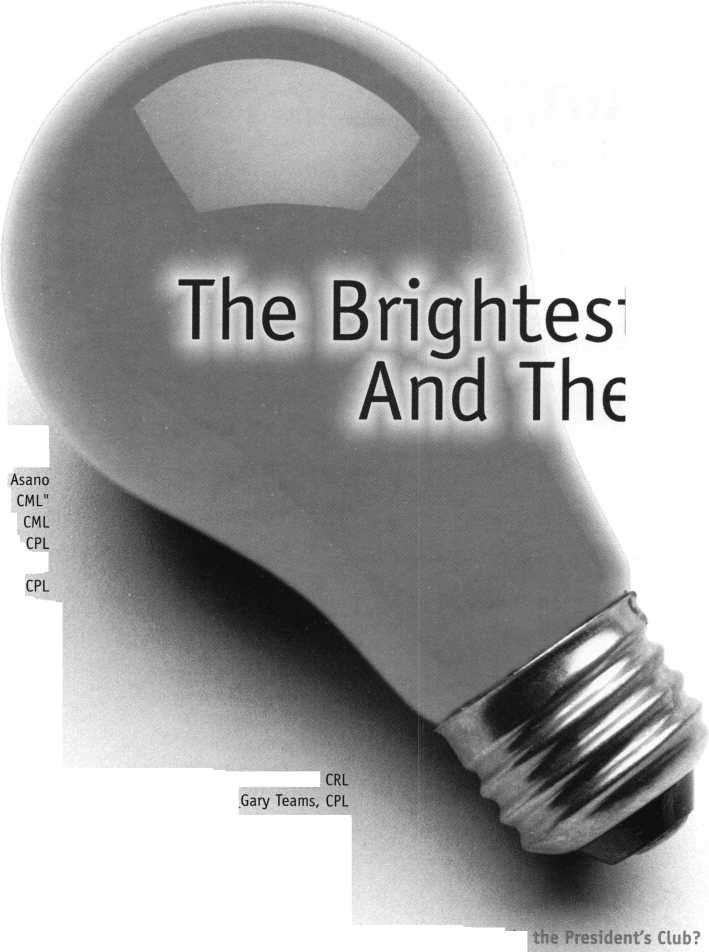 The Brightest
And The
Asano
CML"
CML
CPL
CPL
CRL
Gary Teams, CPL
the President's Club?